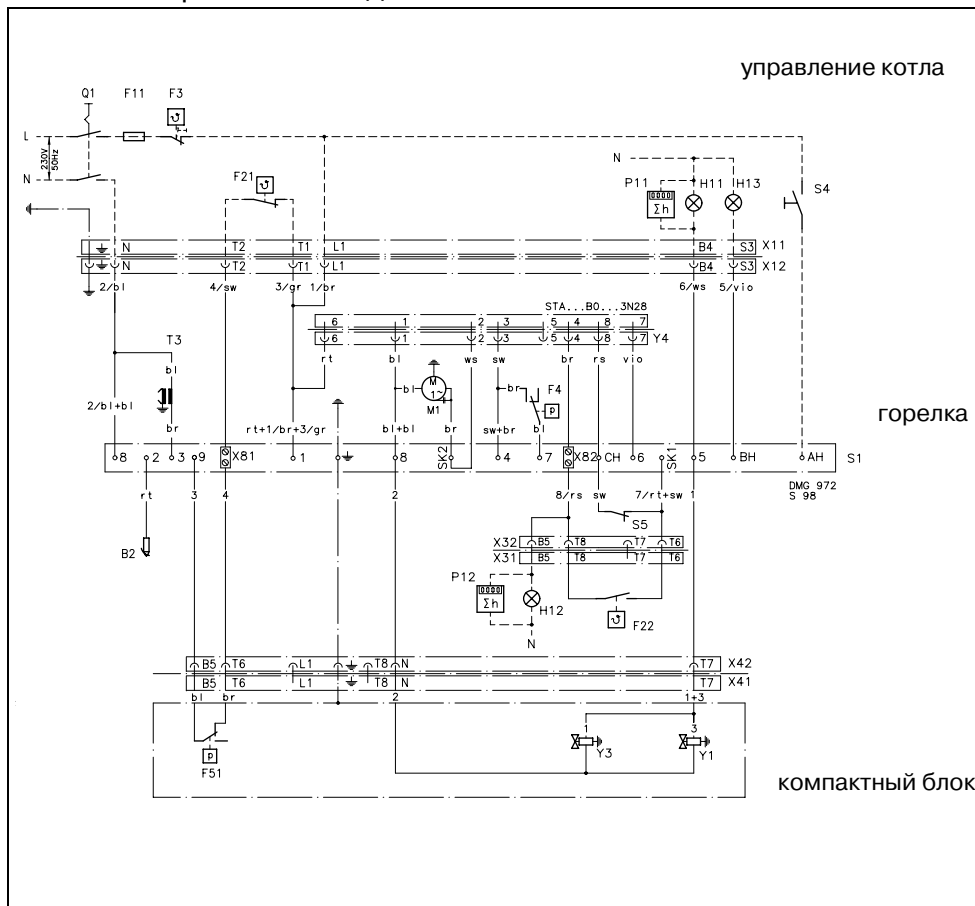 управление котла
Q1 F11 F3
L
230V
50Hz
N
F21
N
P11 H11 H13
Σh
S4
N T2 T1 L1 B4 S3 X11
N T2 T1 L1 B4 S3 X12
2/bl 4/sw 3/gr 1/br 6/ws 5/vio
STA...BO...3N28
6 1 2 3 5 4 8 7
6 1 2 3 5 4 8 7 Y4
T3
rt bl ws sw br rs vio
bl
M
1~
M1
bl
br
F4
p
2/bl+bl
br
rt+1/br+3/gr
bl+bl
br
sw+br
bl
горелка
8 2 3 9 X81 1 8 SK2 4 7 X82 CH 6 SK1 5 BH AH S1
DMG 972
S 98
rt 3 4 2 8/rs sw 7/rt+sw 1
S5
B2
X32 B5 T8 T7 T6
X31 B5 T8 T7 T6
P12
Σh
H12
F22
N
B5 T6 L1 T8 N T7 X42
B5 T6 L1 T8 N T7 X41
bl br 2 1+3
1 3
p
F51
Y3 Y1
компактный блок